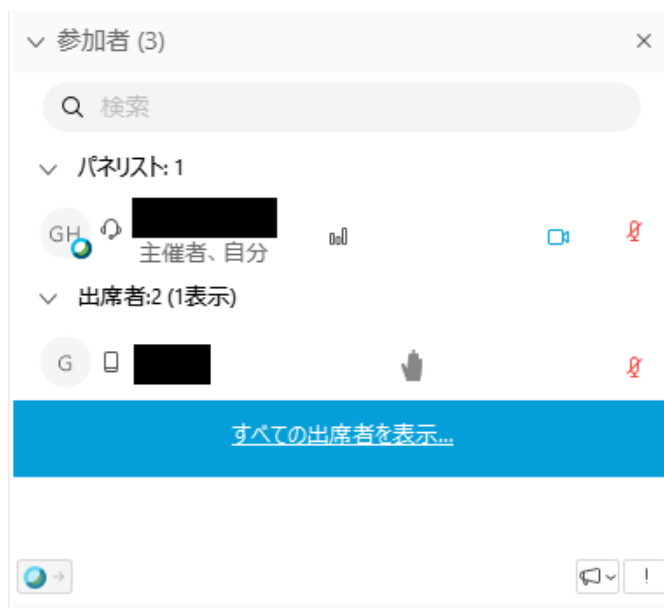 参加者 (3)
検索
パネリスト: 1
GH
主催者、自分
出席者:2 (1表示)
G
すべての出席者を表示...